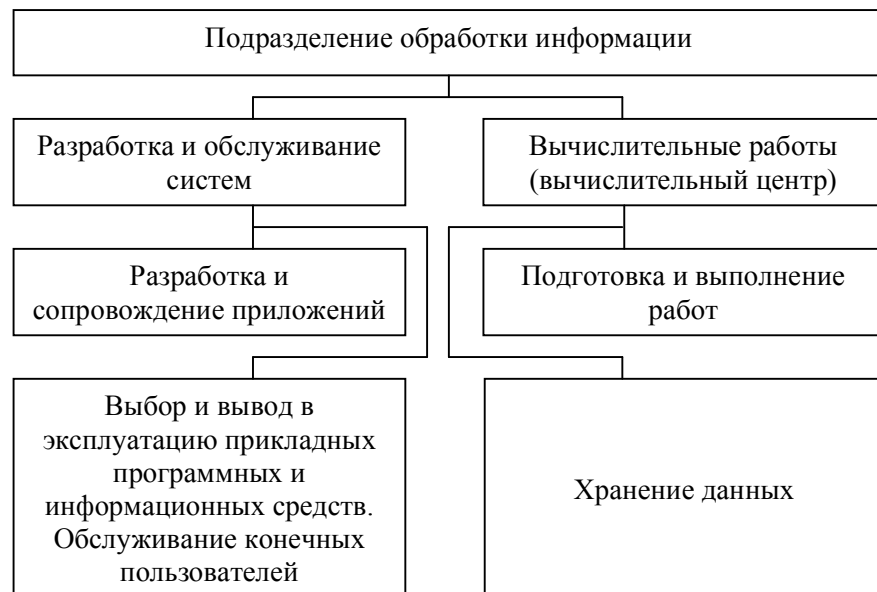 Подразделение обработки информации
Разработка и обслуживание
систем
Вычислительные работы
(вычислительный центр)
Разработка и
сопровождение приложений
Подготовка и выполнение
работ
Выбор и вывод в
эксплуатацию прикладных
программных и
информационных средств.
Обслуживание конечных
пользователей
Хранение данных